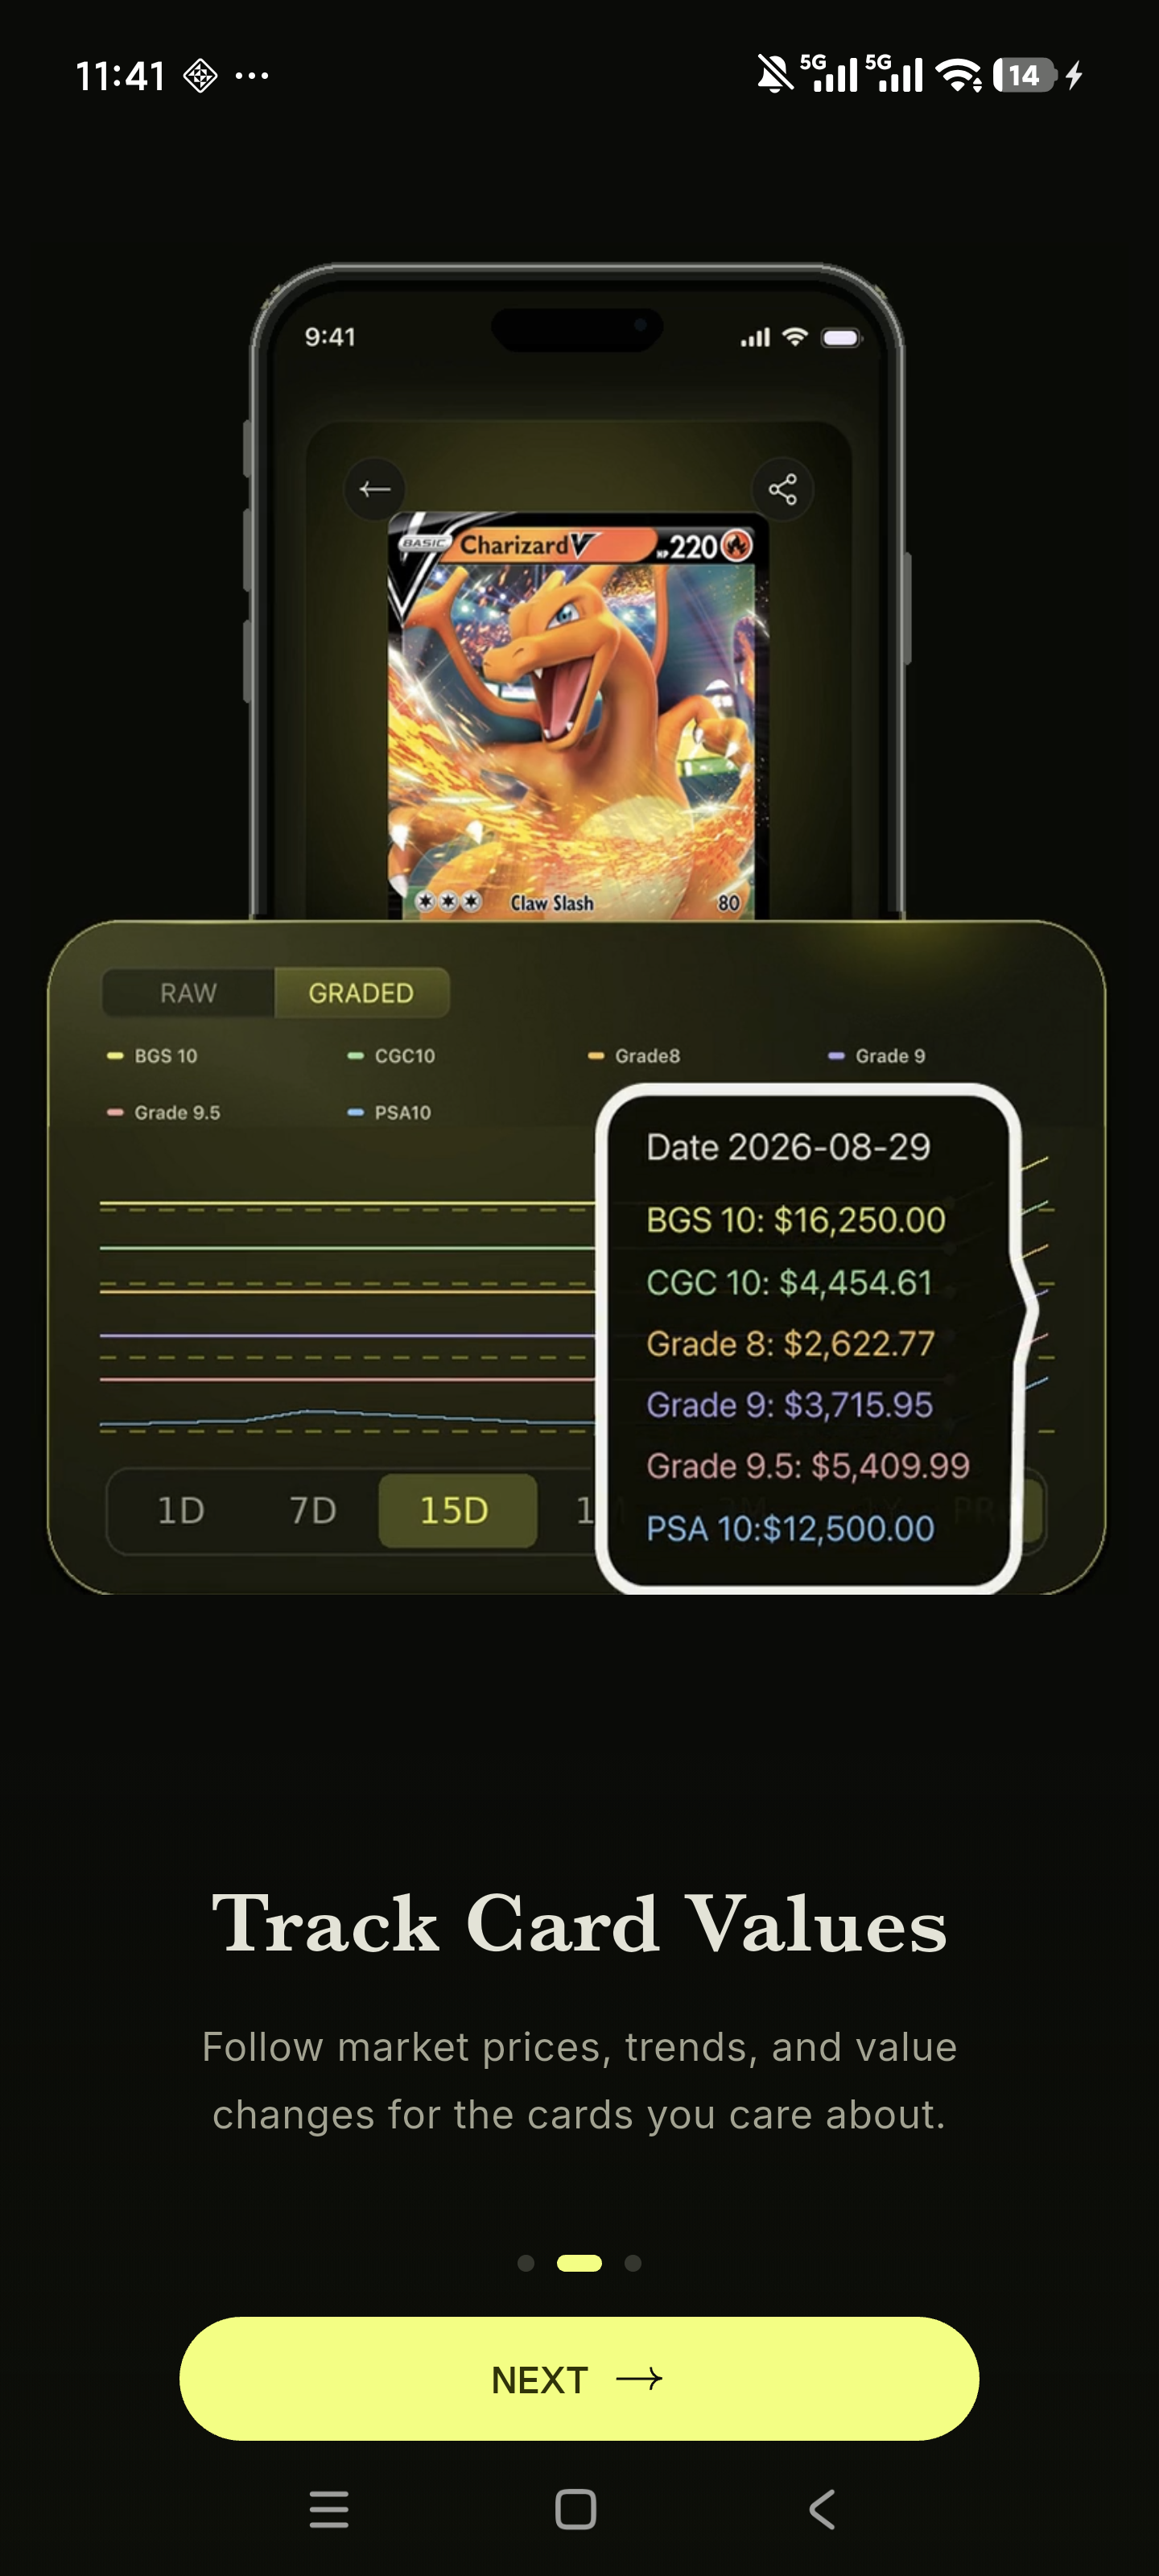 11:41 ...
5G 5G 14
9:41
BASIC Charizard V HP 220
Claw Slash 80
RAW GRADED
BGS 10 CGC10 Grade8 Grade 9
Grade 9.5 PSA10
Date 2026-08-29
BGS 10: $16,250.00
CGC 10: $4,454.61
Grade 8: $2,622.77
Grade 9: $3,715.95
Grade 9.5: $5,409.99
PSA 10:$12,500.00
1D 7D 15D
Track Card Values
Follow market prices, trends, and value
changes for the cards you care about.
NEXT